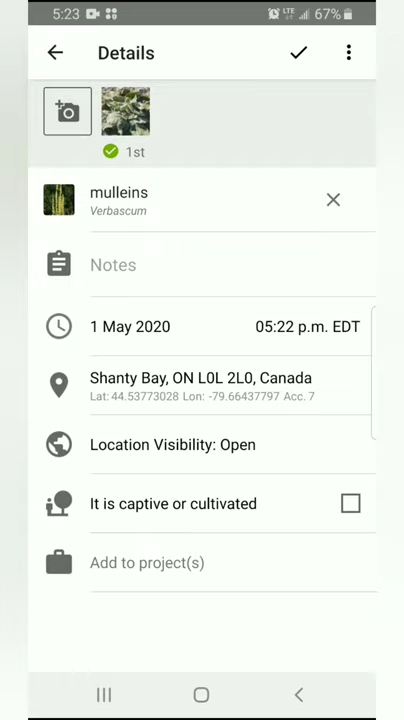 5:23 LTE 67%
Details
1st
mulleins
Verbascum
Notes
1 May 2020 05:22 p.m. EDT
Shanty Bay, ON L0L 2L0, Canada
Lat: 44.53773028 Lon: -79.66437797 Acc. 7
Location Visibility: Open
It is captive or cultivated
Add to project(s)